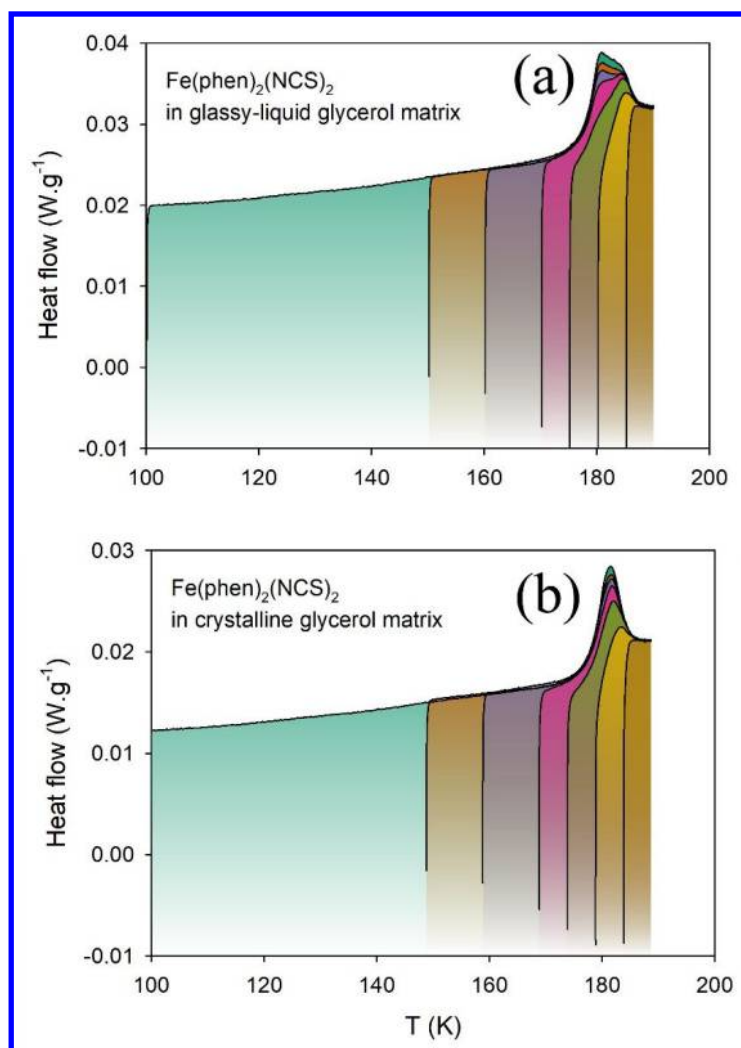 0.04
Fe(phen)₂(NCS)₂
in glassy-liquid glycerol matrix
(a)
0.03
0.02
0.01
0.00
-0.01
Heat flow (W.g⁻¹)
100 120 140 160 180 200
0.03
Fe(phen)₂(NCS)₂
in crystalline glycerol matrix
(b)
0.02
0.01
0.00
-0.01
Heat flow (W.g⁻¹)
100 120 140 160 180 200
T (K)